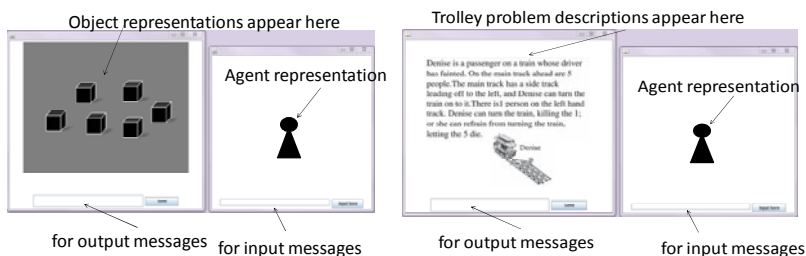 Object representations appear here
Trolley problem descriptions appear here
Agent representation
Denise is a passenger on a train whose driver
has fainted. On the main track ahead are 5
people.The main track has a side track
leading off to the left, and Denise can turn the
train on to it.There is1 person on the left hand
track. Denise can turn the train, killing the 1;
or she can refrain from turning the train,
letting the 5 die.
Denise
Agent representation
for output messages
for input messages
for output messages
for input messages